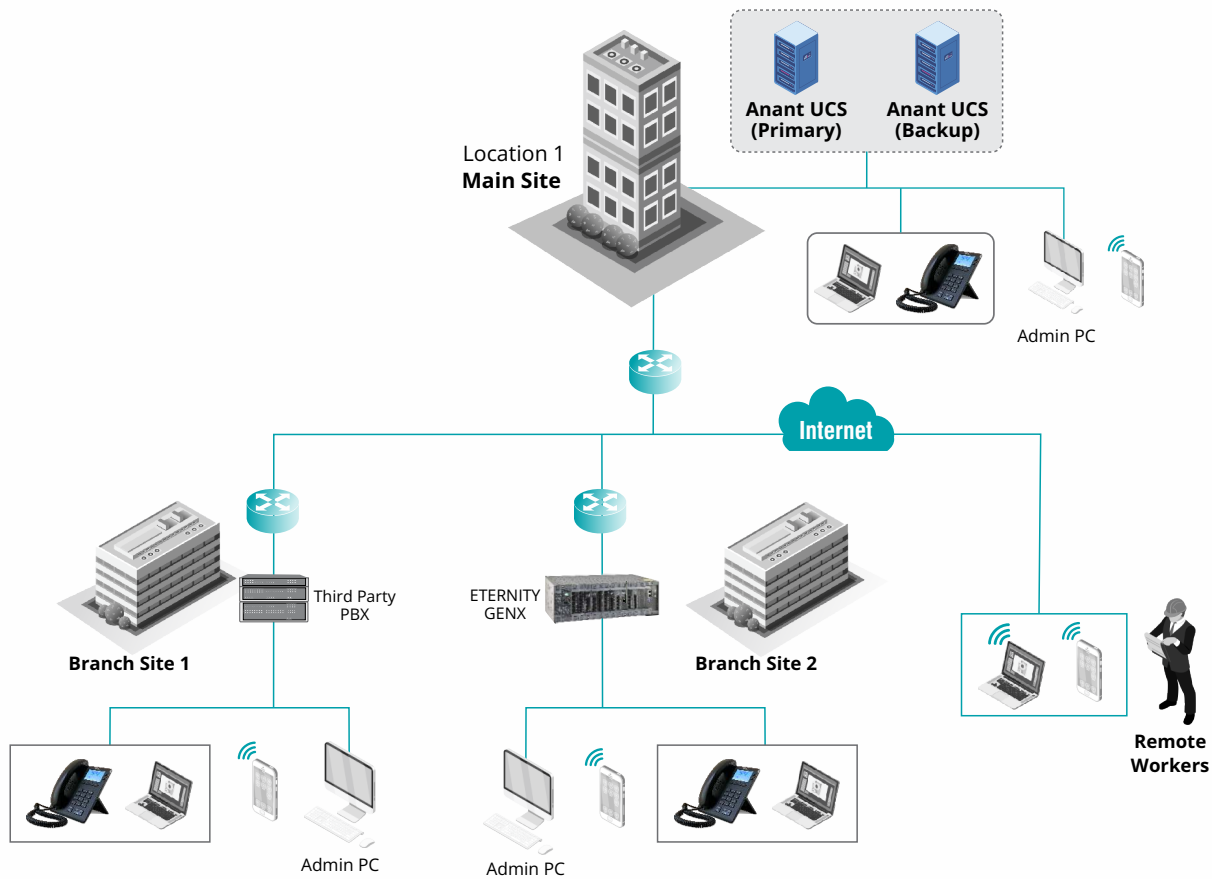 Anant UCS
(Primary)
Anant UCS
(Backup)
Location 1
Main Site
Admin PC
Internet
Third Party
PBX
ETERNITY
GENX
Branch Site 1
Branch Site 2
Remote
Workers
Admin PC
Admin PC